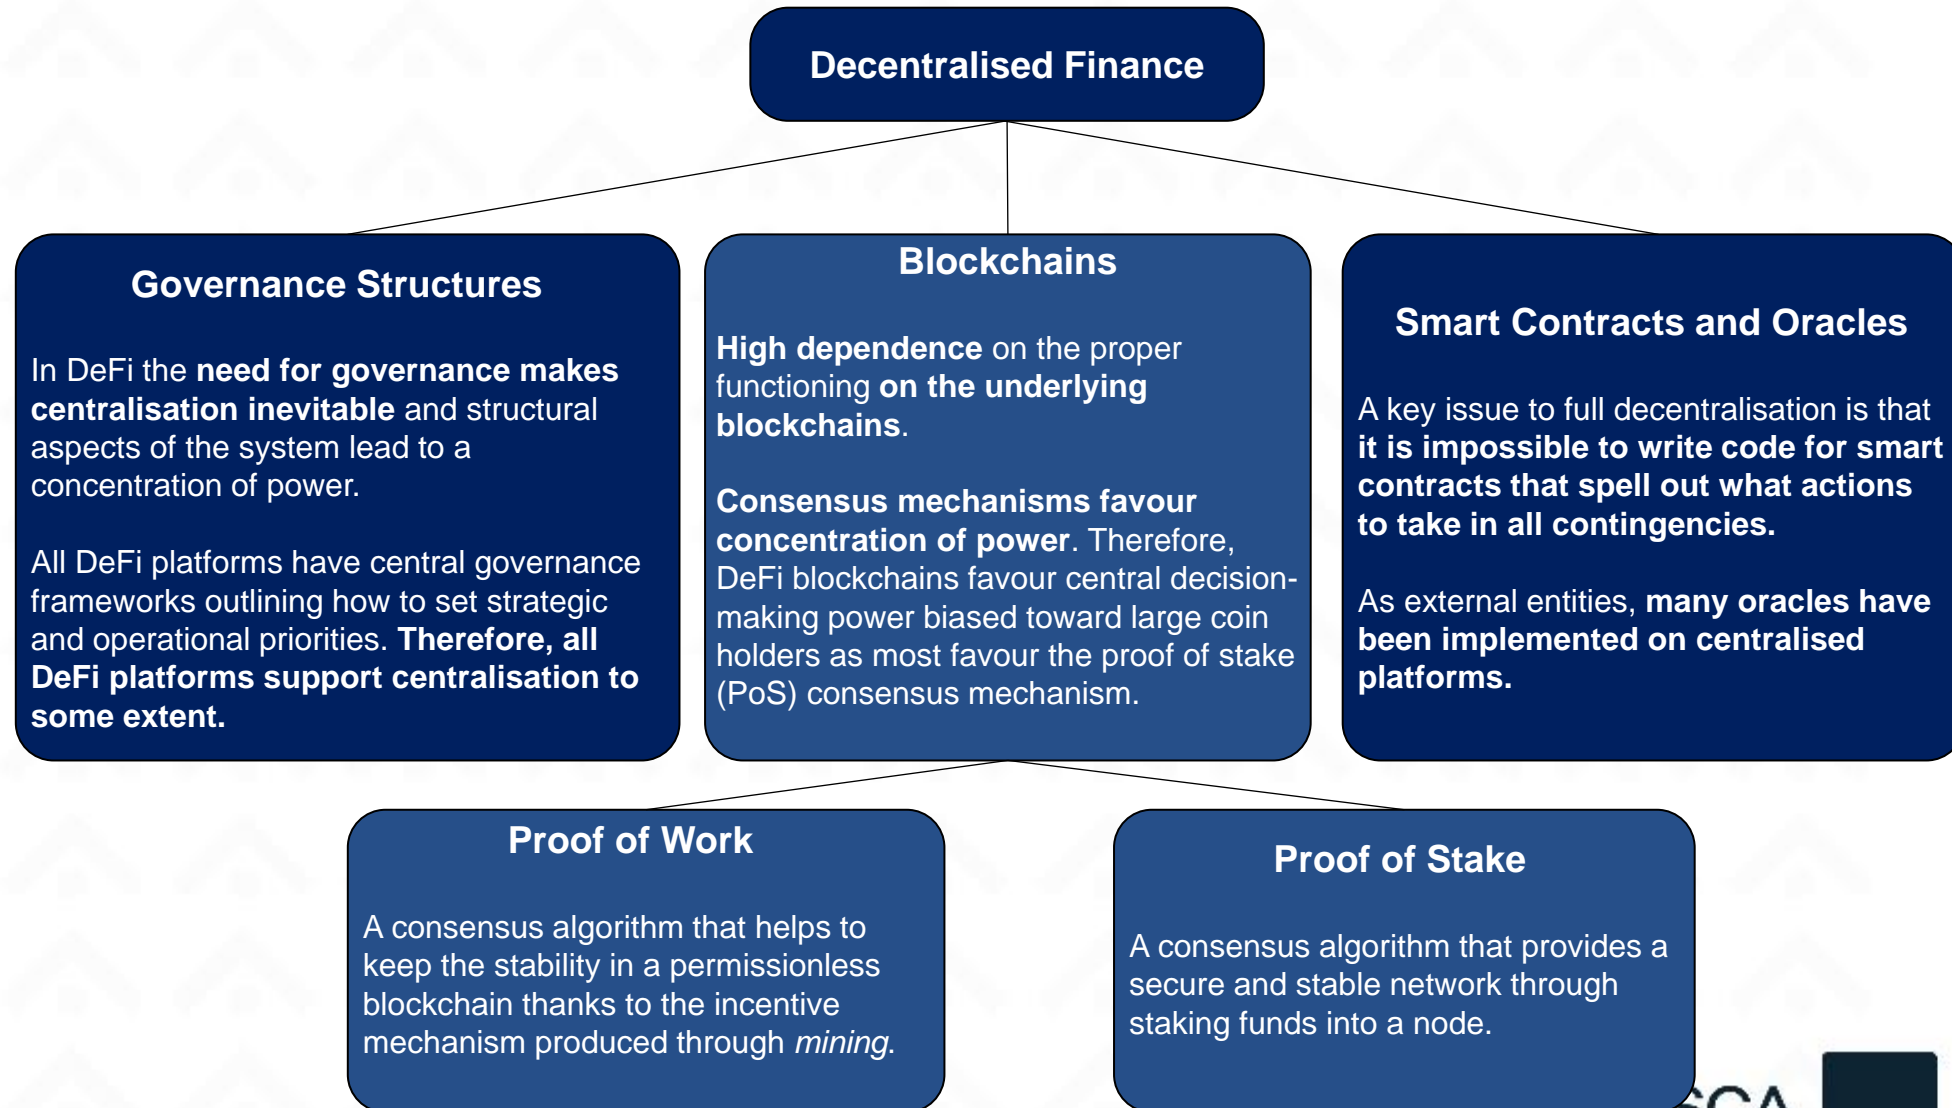 Decentralised Finance
Governance Structures
In DeFi the need for governance makes
centralisation inevitable and structural
aspects of the system lead to a
concentration of power.
All DeFi platforms have central governance
frameworks outlining how to set strategic
and operational priorities. Therefore, all
DeFi platforms support centralisation to
some extent.
Blockchains
High dependence on the proper
functioning on the underlying
blockchains.
Consensus mechanisms favour
concentration of power. Therefore,
DeFi blockchains favour central decision-
making power biased toward large coin
holders as most favour the proof of stake
(PoS) consensus mechanism.
Smart Contracts and Oracles
A key issue to full decentralisation is that
it is impossible to write code for smart
contracts that spell out what actions
to take in all contingencies.
As external entities, many oracles have
been implemented on centralised
platforms.
Proof of Work
A consensus algorithm that helps to
keep the stability in a permissionless
blockchain thanks to the incentive
mechanism produced through mining.
Proof of Stake
A consensus algorithm that provides a
secure and stable network through
staking funds into a node.